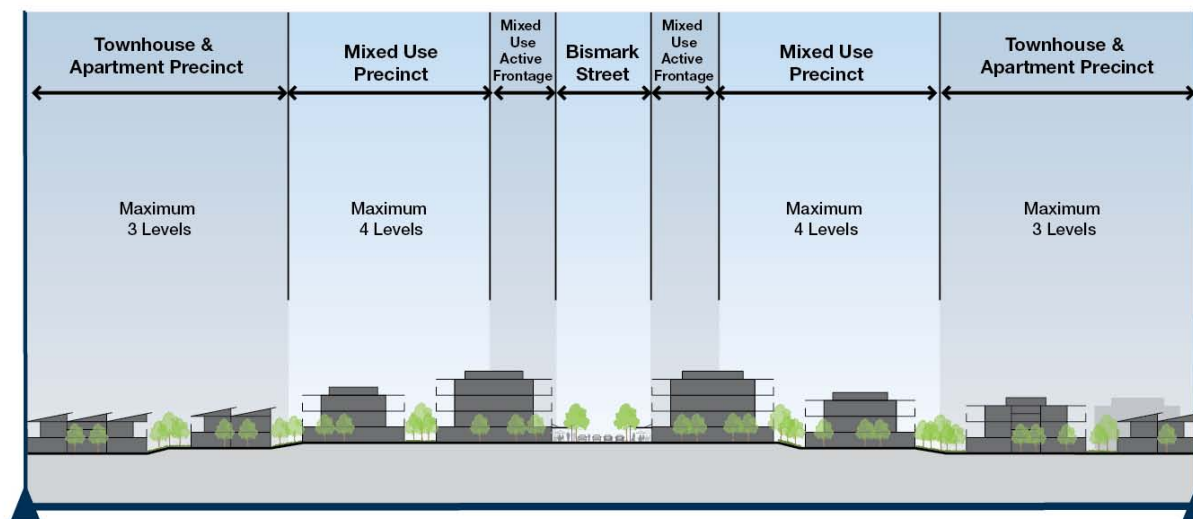 Townhouse &
Apartment Precinct
Mixed Use
Precinct
Mixed
Use
Active
Frontage
Bismark
Street
Mixed
Use
Active
Frontage
Mixed Use
Precinct
Townhouse &
Apartment Precinct
Maximum
3 Levels
Maximum
4 Levels
Maximum
4 Levels
Maximum
3 Levels